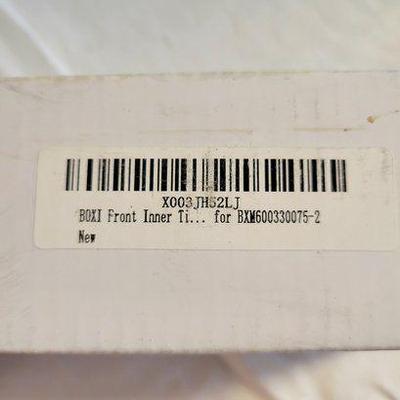 X003JH52LJ
BOXI Front Inner Ti... for BXM600330075-2
New